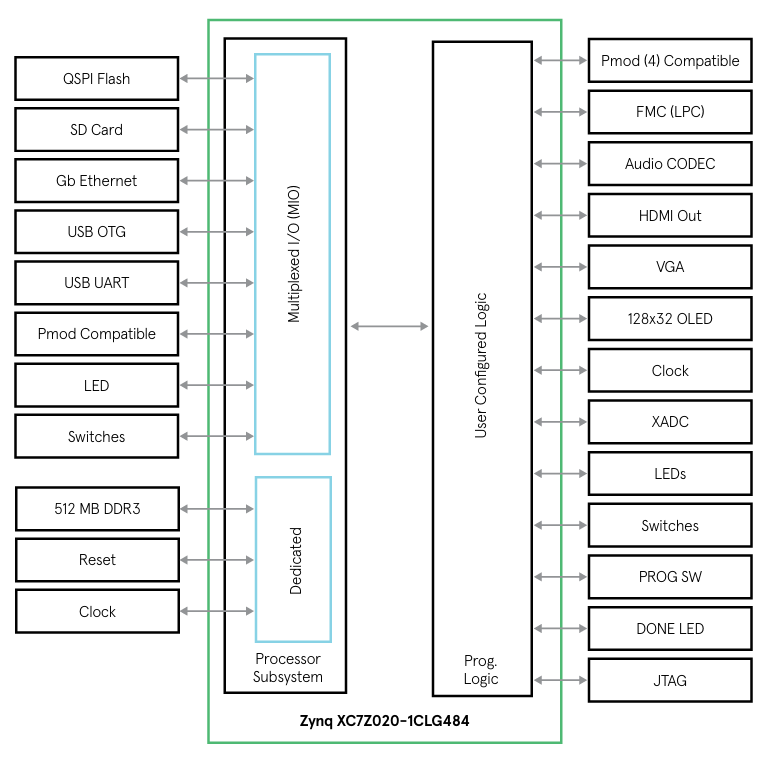 QSPI Flash
SD Card
Gb Ethernet
USB OTG
USB UART
Pmod Compatible
LED
Switches
512 MB DDR3
Reset
Clock
Multiplexed I/O (MIO)
Dedicated
Processor
Subsystem
User Configured Logic
Prog.
Logic
Pmod (4) Compatible
FMC (LPC)
Audio CODEC
HDMI Out
VGA
128x32 OLED
Clock
XADC
LEDs
Switches
PROG SW
DONE LED
JTAG
Zynq XC7Z020-1CLG484